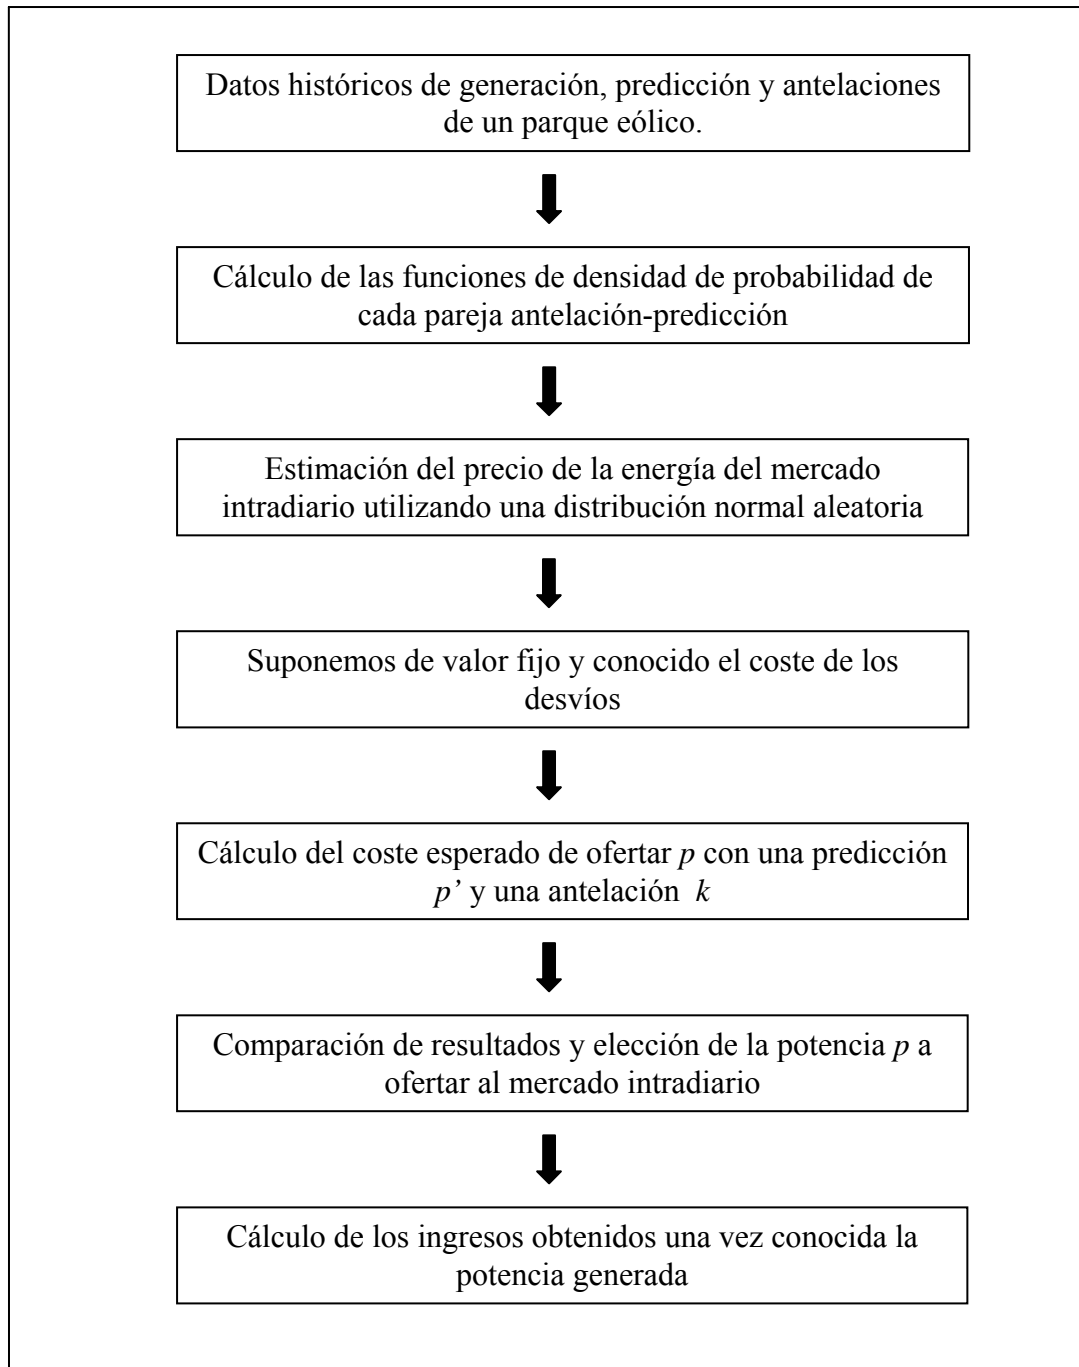 Datos históricos de generación, predicción y antelaciones
de un parque eólico.
Cálculo de las funciones de densidad de probabilidad de
cada pareja antelación-predicción
Estimación del precio de la energía del mercado
intradiario utilizando una distribución normal aleatoria
Suponemos de valor fijo y conocido el coste de los
desvíos
Cálculo del coste esperado de ofertar p con una predicción
p’ y una antelación k
Comparación de resultados y elección de la potencia p a
ofertar al mercado intradiario
Cálculo de los ingresos obtenidos una vez conocida la
potencia generada